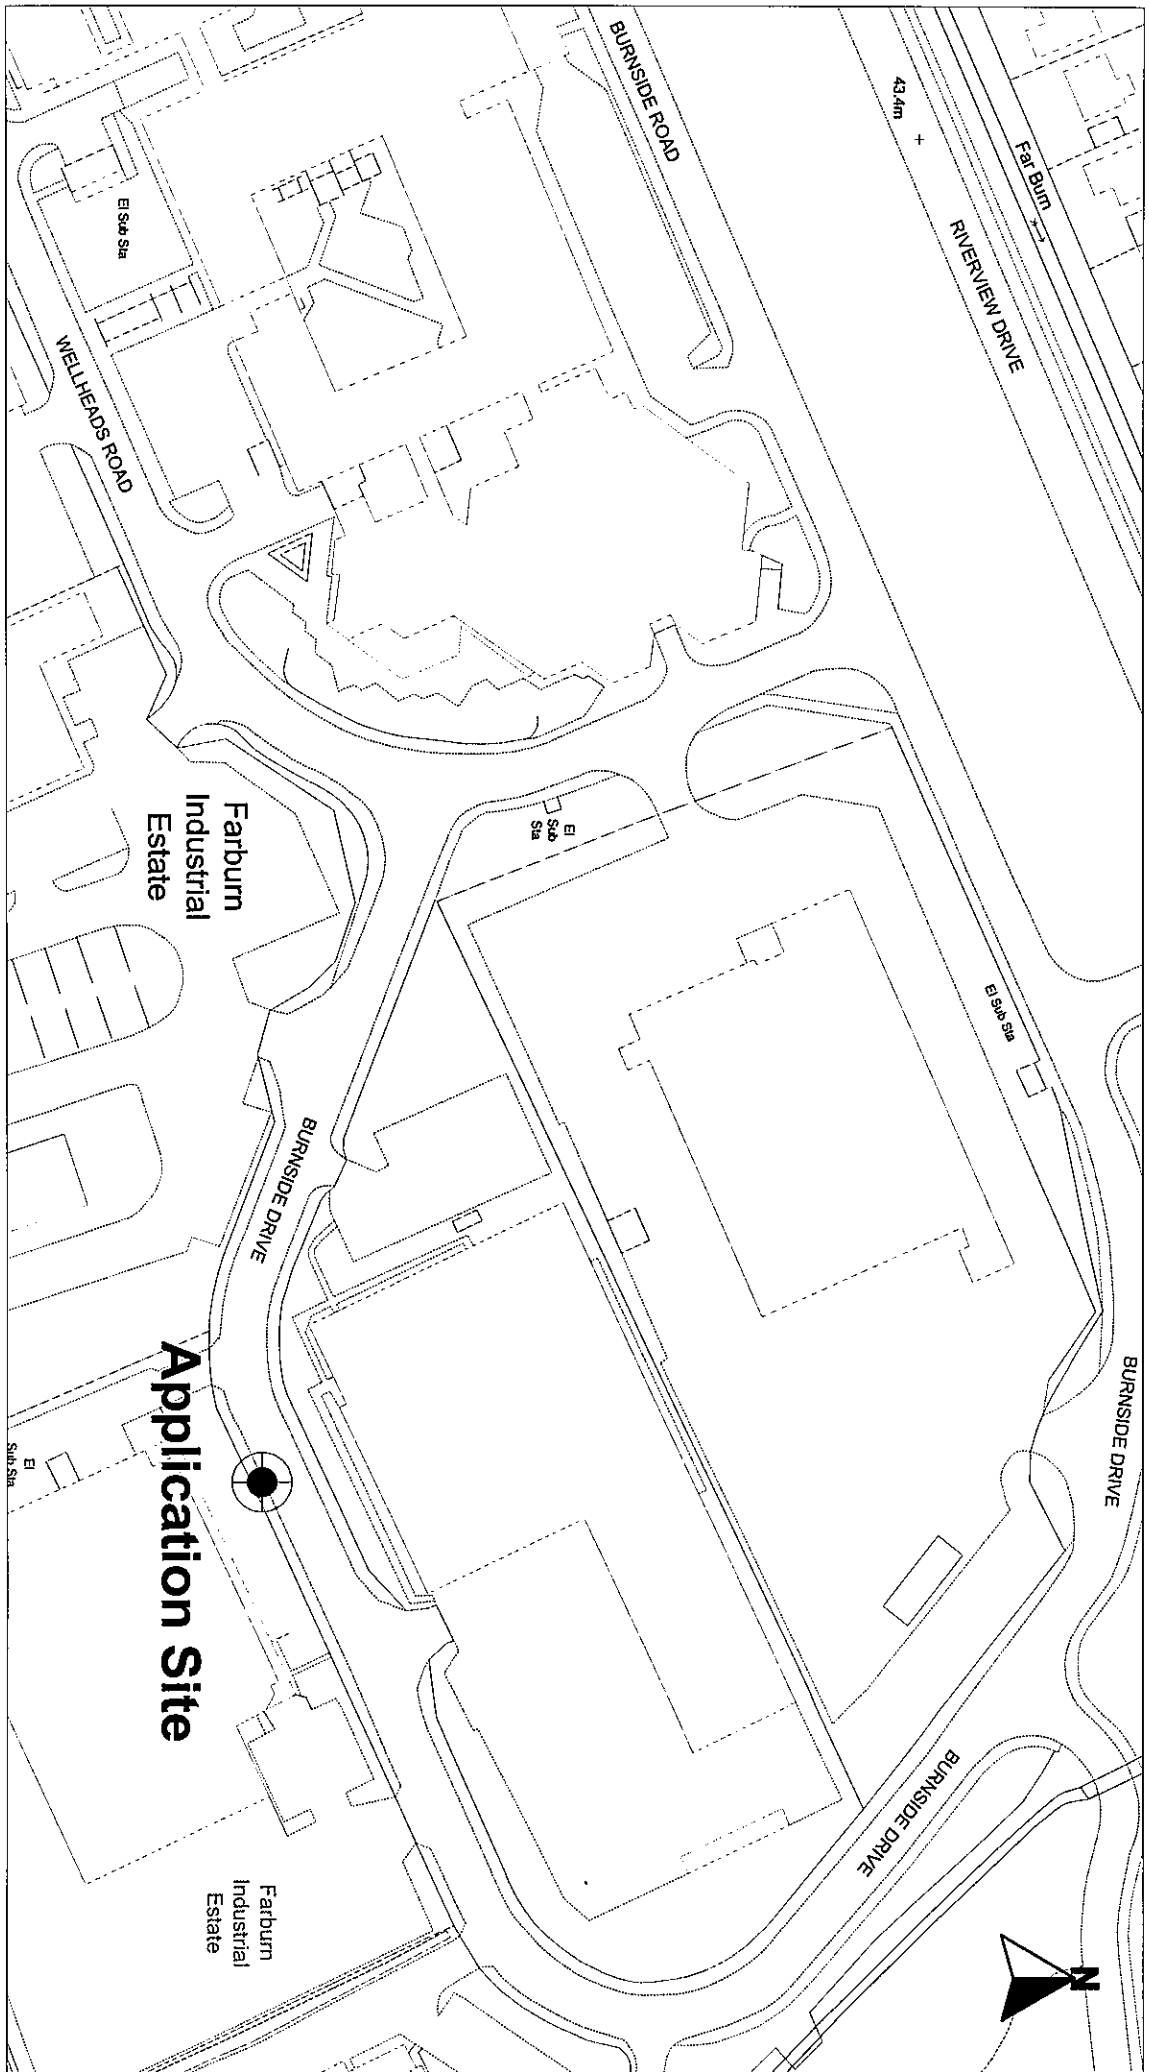 BURNSIDE ROAD
43.4m
Far Burn
RIVERVIEW DRIVE
El Sub Sta
WELLHEADS ROAD
El
Sub
Sta
Farburn
Industrial
Estate
El Sub Sta
BURNSIDE DRIVE
BURNSIDE DRIVE
Application Site
El
Sub Sta
BURNSIDE DRIVE
Farburn
Industrial
Estate
N